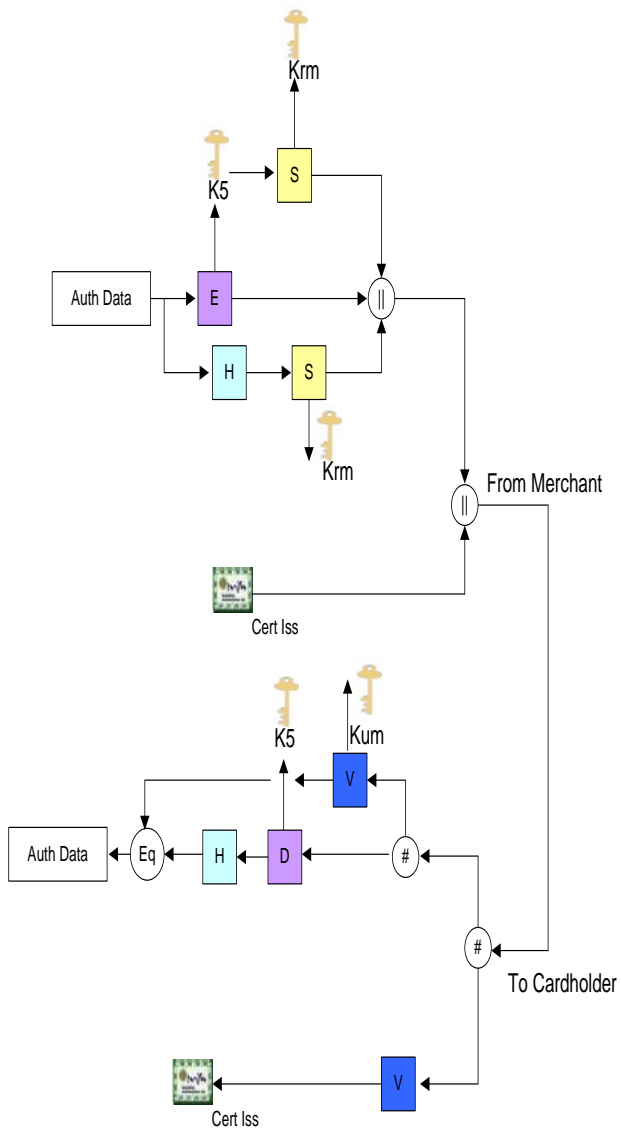 Krm
K5
S
Auth Data
E
||
H
S
Krm
From Merchant
||
Cert Iss
K5
Kum
V
Auth Data
Eq
H
D
#
#
To Cardholder
V
Cert Iss